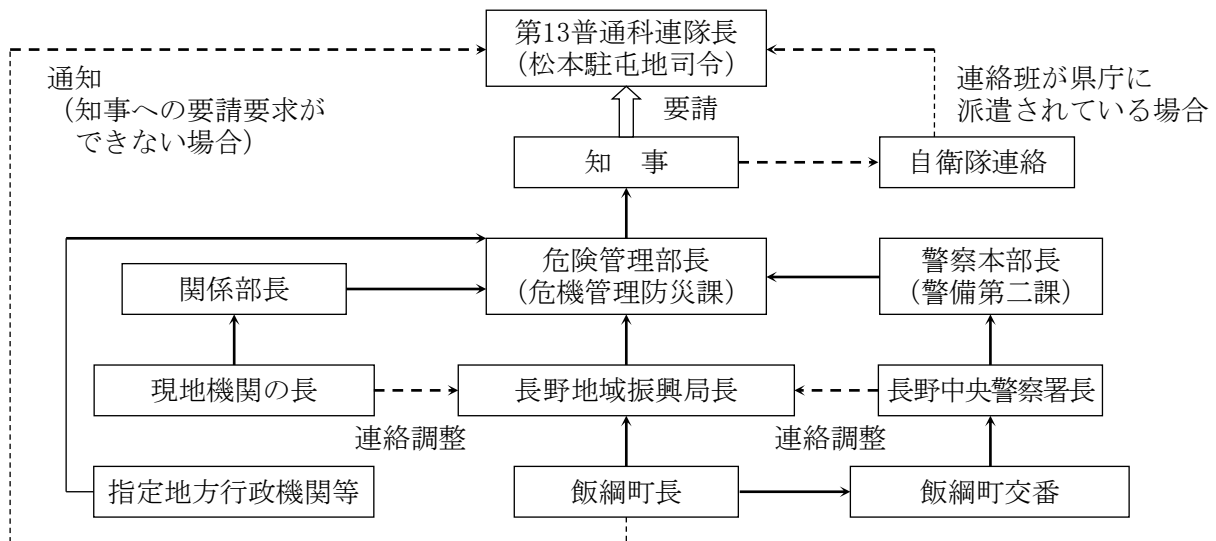 第13普通科連隊長
（松本駐屯地司令）
通知
（知事への要請要求が
できない場合）
要請
連絡班が県庁に
派遣されている場合
知　事
自衛隊連絡
関係部長
危険管理部長
（危機管理防災課）
警察本部長
（警備第二課）
現地機関の長
長野地域振興局長
長野中央警察署長
連絡調整
連絡調整
指定地方行政機関等
飯綱町長
飯綱町交番